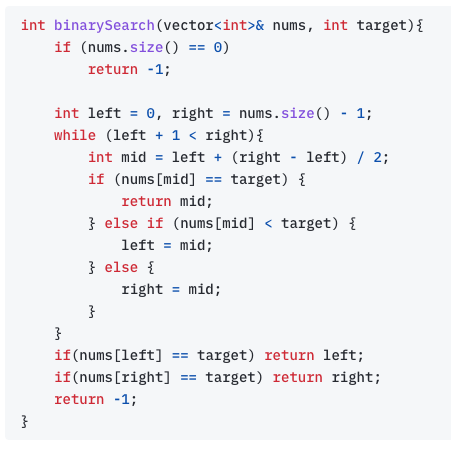 int binarySearch(vector<int>& nums, int target){
    if (nums.size() == 0)
        return -1;

    int left = 0, right = nums.size() - 1;
    while (left + 1 < right){
        int mid = left + (right - left) / 2;
        if (nums[mid] == target) {
            return mid;
        } else if (nums[mid] < target) {
            left = mid;
        } else {
            right = mid;
        }
    }
    if(nums[left] == target) return left;
    if(nums[right] == target) return right;
    return -1;
}